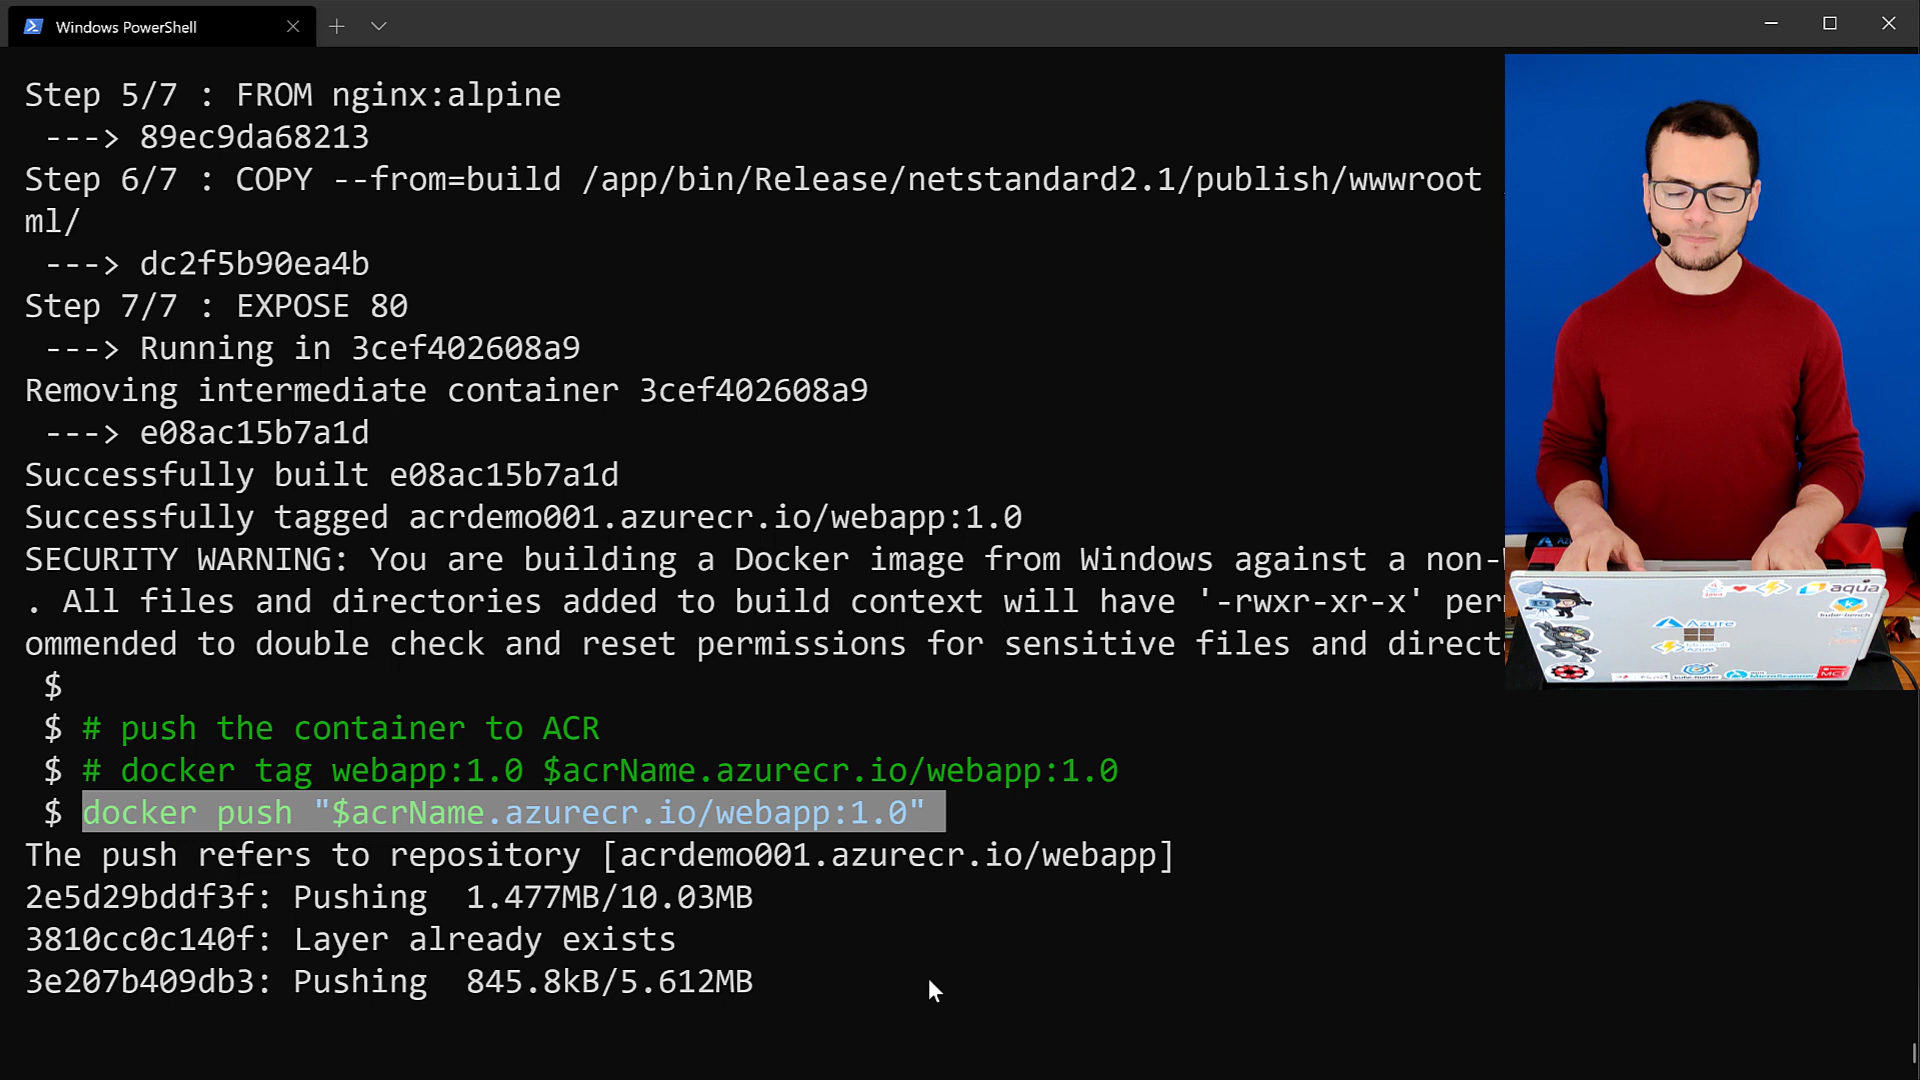 Windows PowerShell
Step 5/7 : FROM nginx:alpine
 ---> 89ec9da68213
Step 6/7 : COPY --from=build /app/bin/Release/netstandard2.1/publish/wwwroot
ml/
 ---> dc2f5b90ea4b
Step 7/7 : EXPOSE 80
 ---> Running in 3cef402608a9
Removing intermediate container 3cef402608a9
 ---> e08ac15b7a1d
Successfully built e08ac15b7a1d
Successfully tagged acrdemo001.azurecr.io/webapp:1.0
SECURITY WARNING: You are building a Docker image from Windows against a non-
. All files and directories added to build context will have '-rwxr-xr-x' per
ommended to double check and reset permissions for sensitive files and direct
$
$ # push the container to ACR
$ # docker tag webapp:1.0 $acrName.azurecr.io/webapp:1.0
$ docker push "$acrName.azurecr.io/webapp:1.0"
The push refers to repository [acrdemo001.azurecr.io/webapp]
2e5d29bddf3f: Pushing  1.477MB/10.03MB
3810cc0c140f: Layer already exists
3e207b409db3: Pushing  845.8kB/5.612MB
aqua
kube-bench
Azure
kube-hunter
MicroScanner